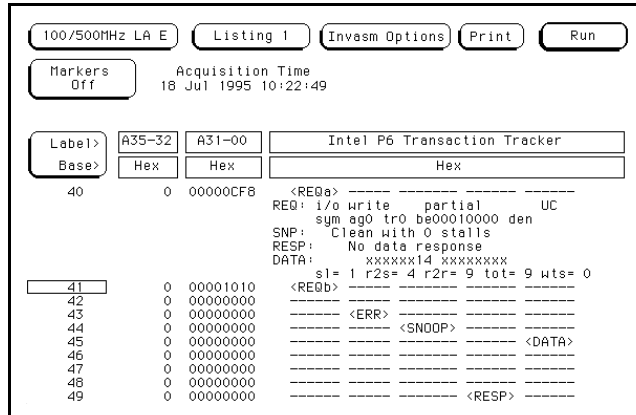 100/500MHz LA E Listing 1 Invasm Options Print Run
Markers Off Acquisition Time
18 Jul 1995 10:22:49
Label> A35-32 A31-00 Intel P6 Transaction Tracker
Base> Hex Hex Hex
40 0 00000CF8 <REQa> ----- ------- ------ ------
REQ: i/o write partial UC
sym ag0 tr0 be00010000 den
SNP: Clean with 0 stalls
RESP: No data response
DATA: xxxxxx14 xxxxxxxx
sl= 1 r2s= 4 r2r= 9 tot= 9 wts= 0
41 0 00001010 <REQb> ----- ------- ------ ------
42 0 00000000 ------ ----- ------- ------ ------
43 0 00000000 ------ <ERR> ------- ------ ------
44 0 00000000 ------ ----- <SNOOP> ------ ------
45 0 00000000 ------ ----- ------- ------ <DATA>
46 0 00000000 ------ ----- ------- ------ ------
47 0 00000000 ------ ----- ------- ------ ------
48 0 00000000 ------ ----- ------- ------ ------
49 0 00000000 ------ ----- ------- <RESP> ------